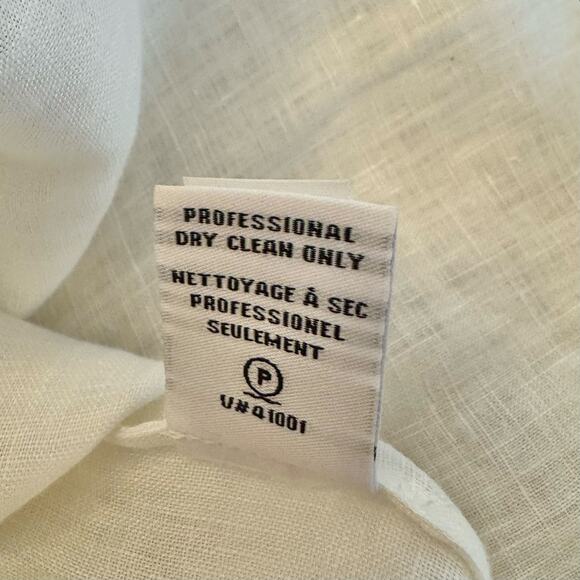 PROFESSIONAL
DRY CLEAN ONLY
NETTOYAGE À SEC
PROFESSIONEL
SEULEMENT
P
V#41001